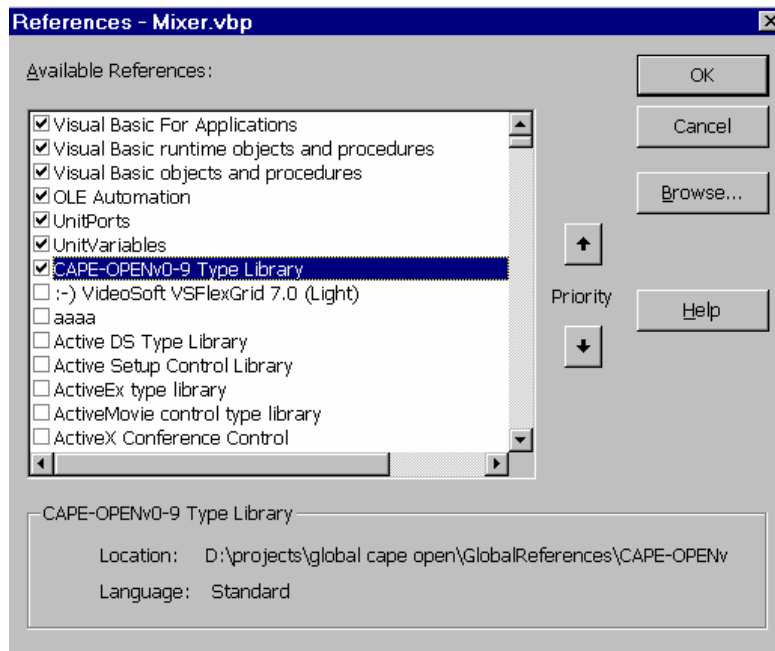 References - Mixer.vbp
Available References:
OK
Cancel
Browse...
Help
Visual Basic For Applications
Visual Basic runtime objects and procedures
Visual Basic objects and procedures
OLE Automation
UnitPorts
UnitVariables
CAPE-OPENv0-9 Type Library
:-) VideoSoft VSFlexGrid 7.0 (Light)
aaaa
Active DS Type Library
Active Setup Control Library
ActiveEx type library
ActiveMovie control type library
ActiveX Conference Control
Priority
CAPE-OPENv0-9 Type Library
Location: D:\projects\global cape open\GlobalReferences\CAPE-OPENv
Language: Standard